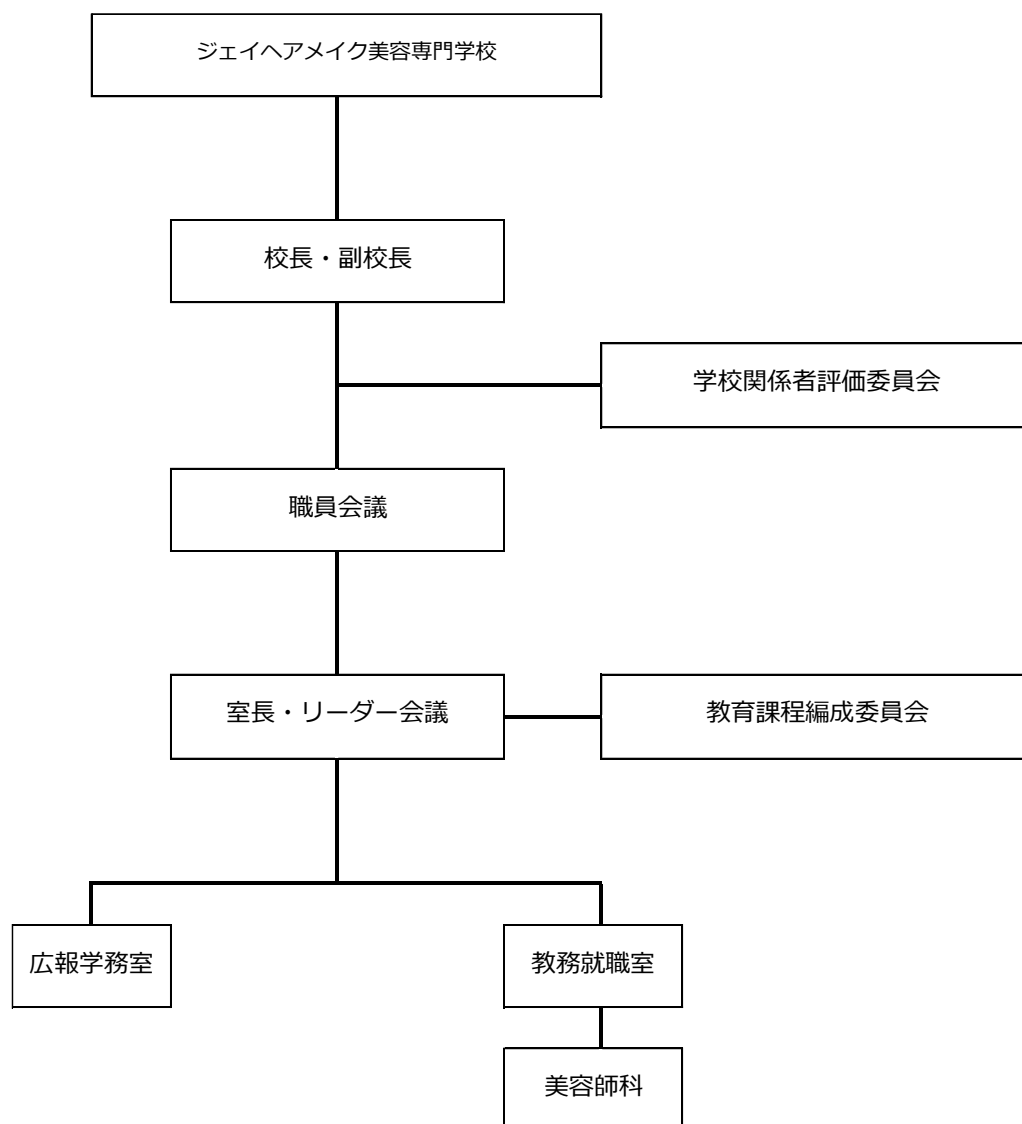 ジェイヘアメイク美容専門学校
校長・副校長
学校関係者評価委員会
職員会議
室長・リーダー会議
教育課程編成委員会
広報学務室
教務就職室
美容師科